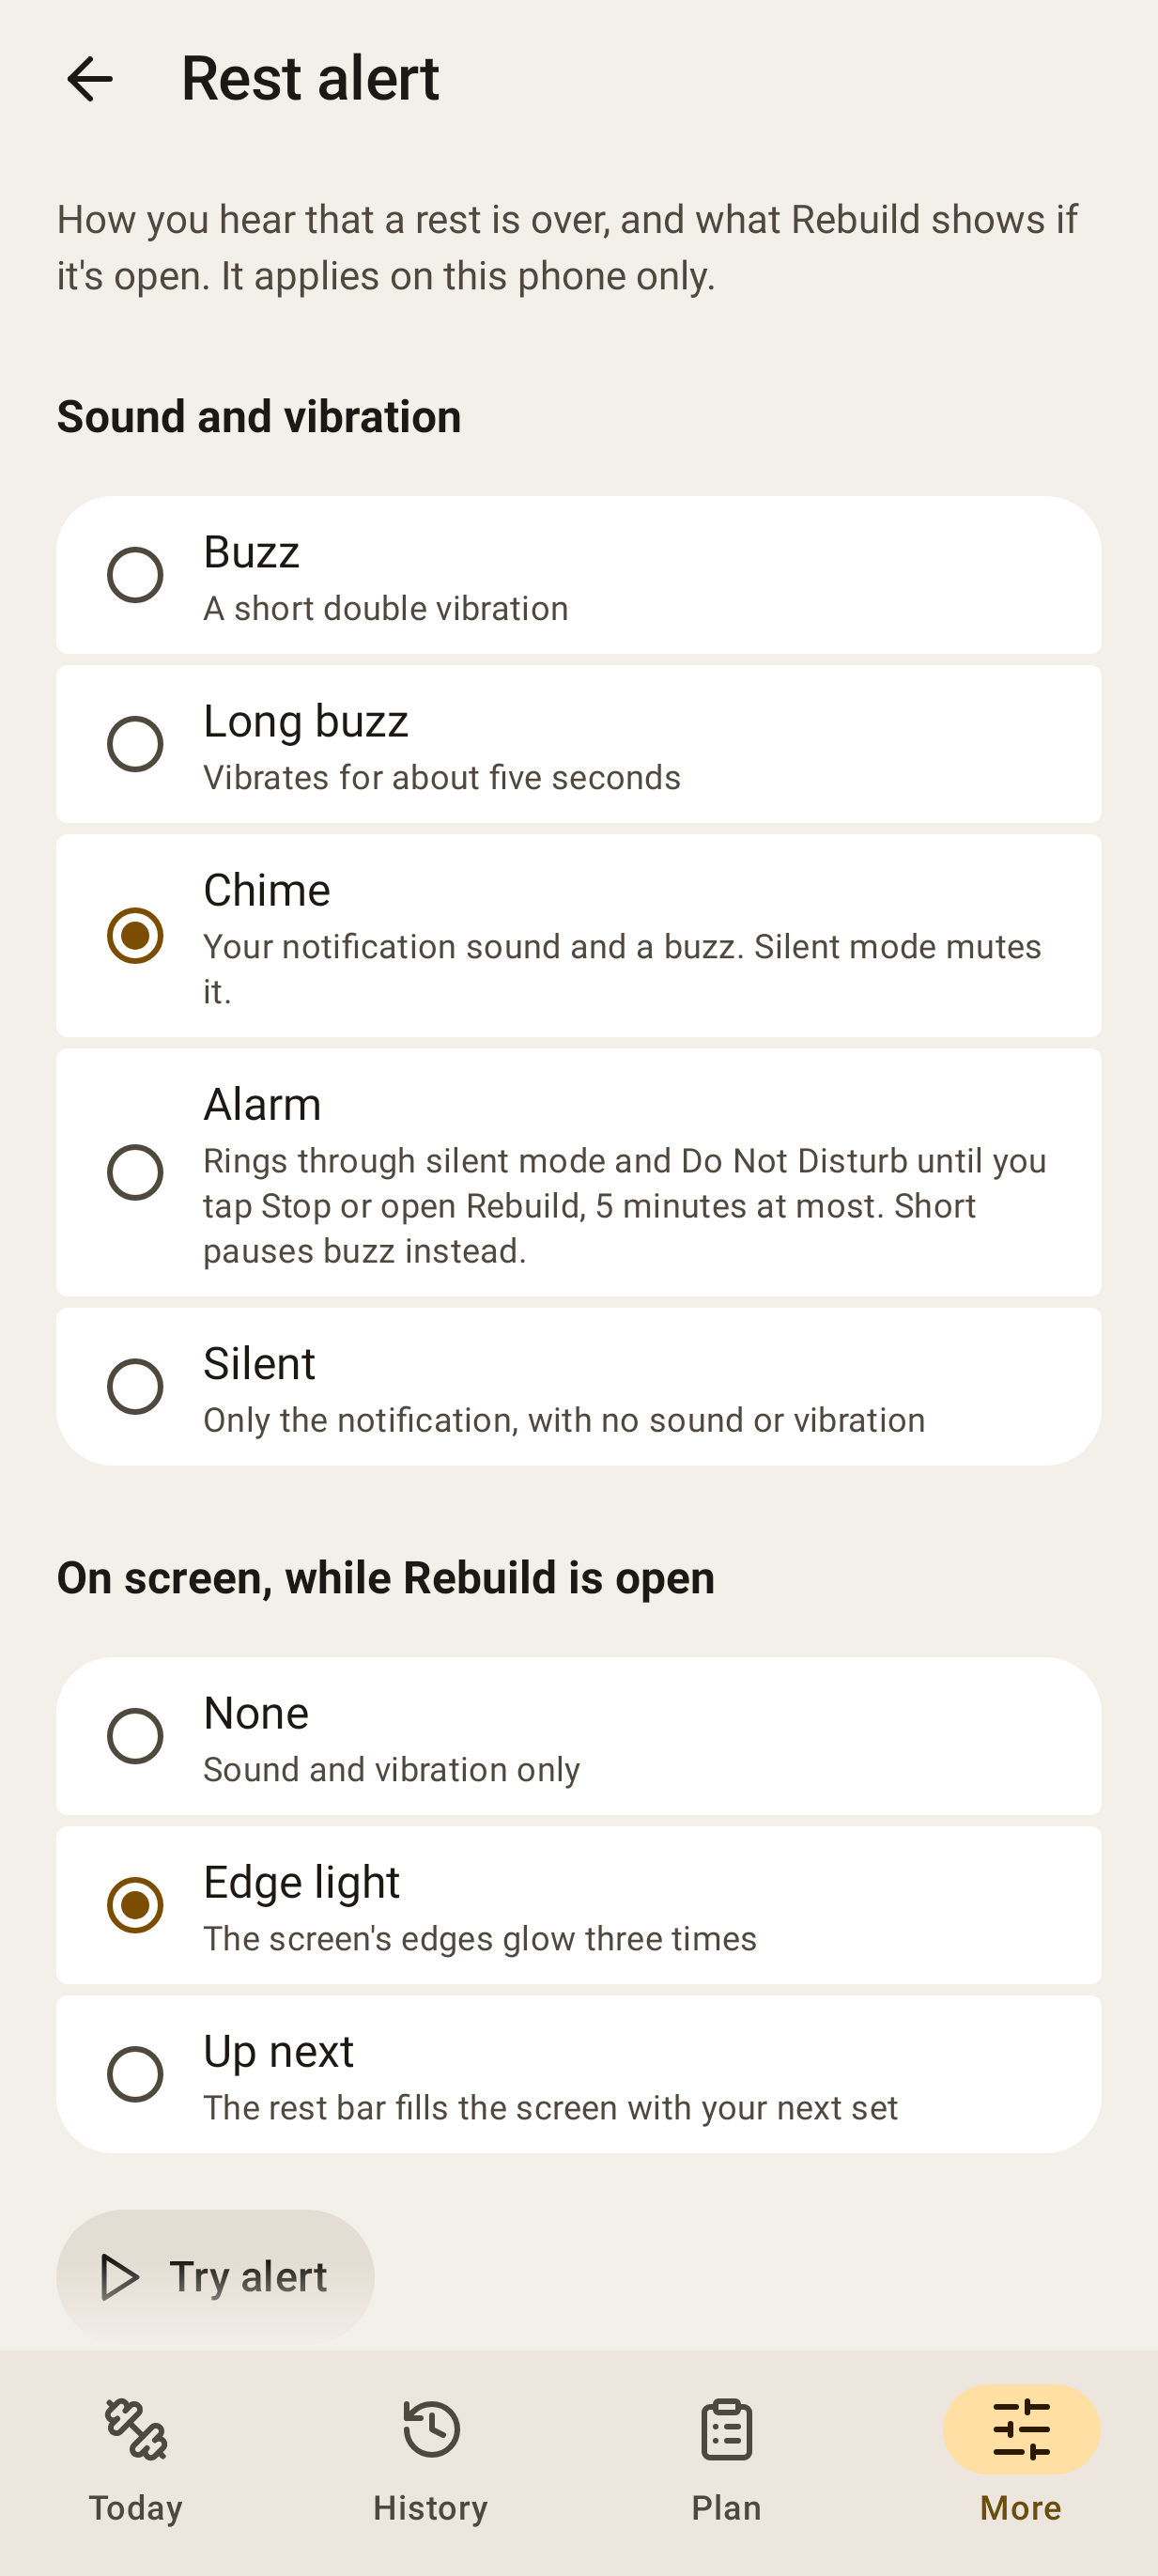 Rest alert
How you hear that a rest is over, and what Rebuild shows if
it's open. It applies on this phone only.
Sound and vibration
Buzz
A short double vibration
Long buzz
Vibrates for about five seconds
Chime
Your notification sound and a buzz. Silent mode mutes
it.
Alarm
Rings through silent mode and Do Not Disturb until you
tap Stop or open Rebuild, 5 minutes at most. Short
pauses buzz instead.
Silent
Only the notification, with no sound or vibration
On screen, while Rebuild is open
None
Sound and vibration only
Edge light
The screen's edges glow three times
Up next
The rest bar fills the screen with your next set
Try alert
Today
History
Plan
More